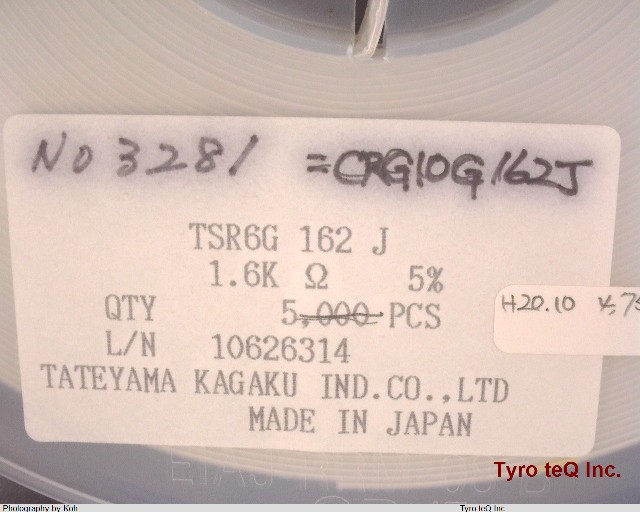 No 3281 =CRG10G162J
TSR6G 162 J
1.6K Ω 5%
QTY 5,000 PCS
H20.10
L/N 10626314
TATEYAMA KAGAKU IND.CO.,LTD
MADE IN JAPAN
Tyro teQ Inc.
Photography by Koh Tyro teQ Inc